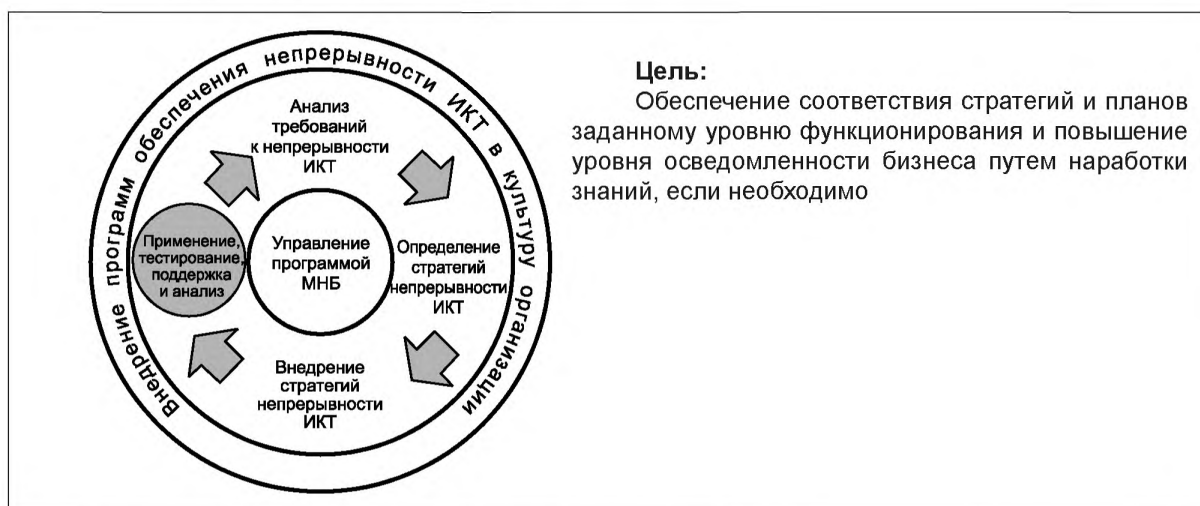 Внедрение программ обеспечения непрерывности ИКТ в культуру организации
Анализ
требований
к непрерывности
ИКТ
Применение,
тестирование,
поддержка
и анализ
Управление
программой
МНБ
Определение
стратегий
непрерывности
ИКТ
Внедрение
стратегий
непрерывности
ИКТ
Цель:
Обеспечение соответствия стратегий и планов
заданному уровню функционирования и повышение
уровня осведомленности бизнеса путем наработки
знаний, если необходимо